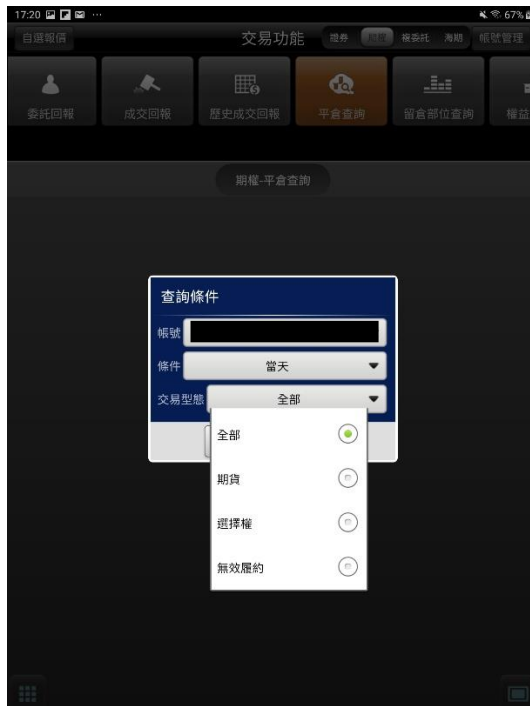 17:20 ... 67%
自選報價 交易功能 證券 期權 複委託 海期 帳號管理
委託回報 成交回報 歷史成交回報 平倉查詢 留倉部位查詢 權益
期權-平倉查詢
查詢條件
帳號
條件 當天
交易型態 全部
全部
期貨
選擇權
無效履約